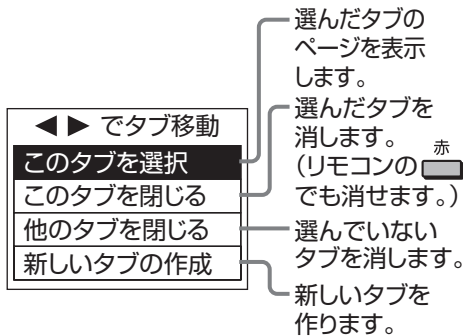 ◀▶ でタブ移動
このタブを選択
このタブを閉じる
他のタブを閉じる
新しいタブの作成
選んだタブの
ページを表示
します。
選んだタブを
消します。
赤
（リモコンの
でも消せます。）
選んでいない
タブを消します。
新しいタブを
作ります。